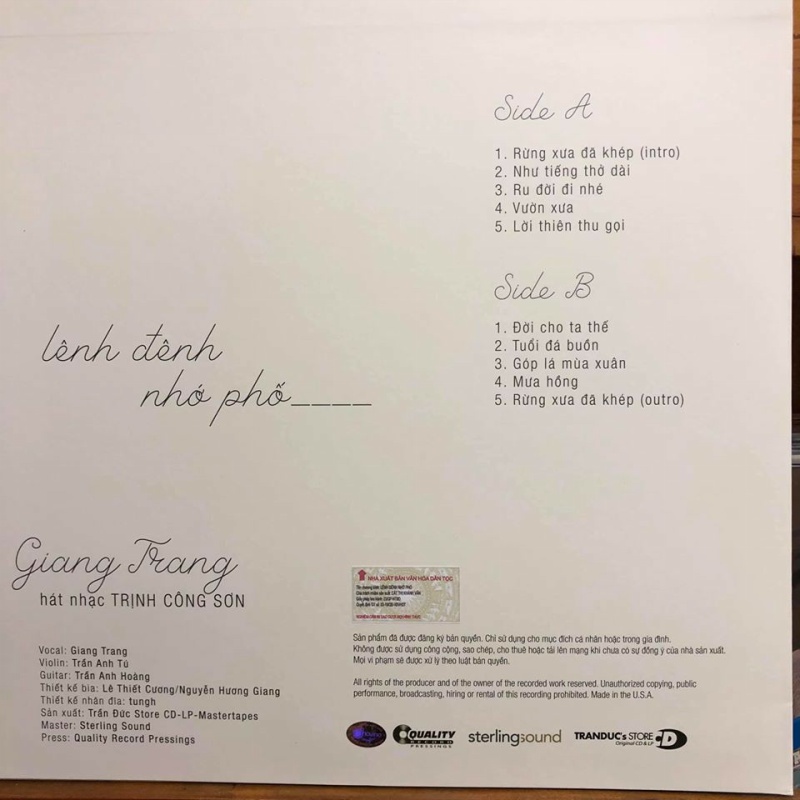 Side A
1. Rừng xưa đã khép (intro)
2. Như tiếng thở dài
3. Ru đời đi nhé
4. Vườn xưa
5. Lời thiên thu gọi
Side B
1. Đời cho ta thế
2. Tuổi đá buồn
3. Góp lá mùa xuân
4. Mưa hồng
5. Rừng xưa đã khép (outro)
lênh đênh
nhớ phố____
Giang Trang
hát nhạc TRỊNH CÔNG SƠN
Vocal: Giang Trang
Violin: Trần Anh Tú
Guitar: Trần Anh Hoàng
Thiết kế bìa: Lê Thiết Cương/Nguyễn Hương Giang
Thiết kế nhãn đĩa: tungh
Sản xuất: Trần Đức Store CD-LP-Mastertapes
Master: Sterling Sound
Press: Quality Record Pressings
NHÀ XUẤT BẢN VĂN HÓA DÂN TỘC
Sản phẩm đã được đăng ký bản quyền. Chỉ sử dụng cho mục đích cá nhân hoặc trong gia đình.
Không được sử dụng công cộng, sao chép, cho thuê hoặc tải lên mạng khi chưa có sự đồng ý của nhà sản xuất.
Mọi vi phạm sẽ được xử lý theo luật bản quyền.
All rights of the producer and of the owner of the recorded work reserved. Unauthorized copying, public
performance, broadcasting, hiring or rental of this recording prohibited. Made in the U.S.A.
QUALITY
RECORD
PRESSINGS
sterlingsound
TRANDUC's STORE
Original CD & LP